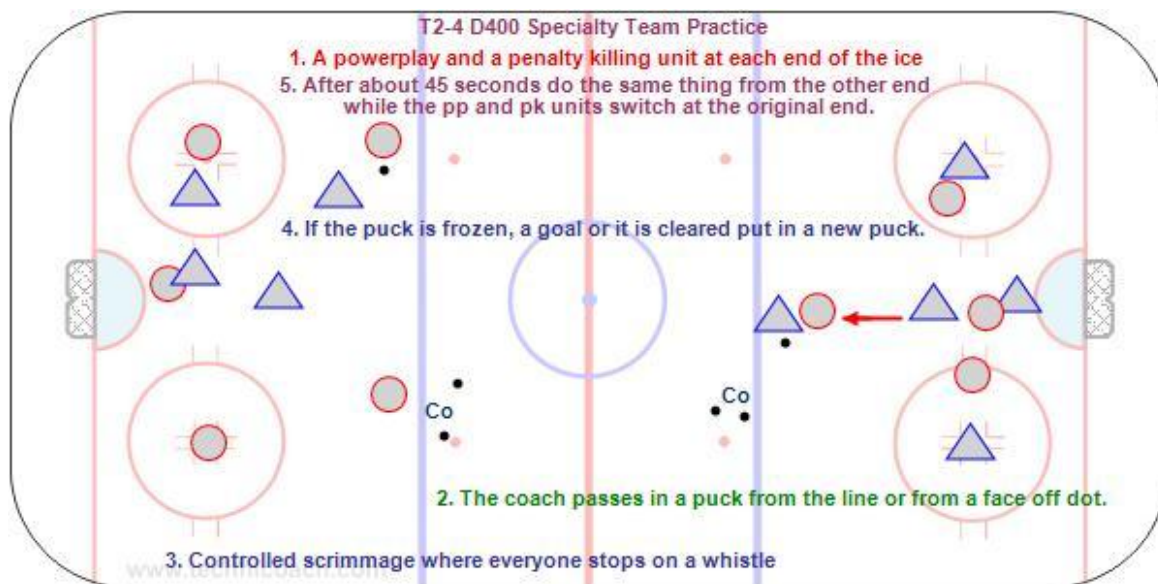 T2-4 D400 Specialty Team Practice
1. A powerplay and a penalty killing unit at each end of the ice
5. After about 45 seconds do the same thing from the other end
while the pp and pk units switch at the original end.
4. If the puck is frozen, a goal or it is cleared put in a new puck.
Co
Co
2. The coach passes in a puck from the line or from a face off dot.
3. Controlled scrimmage where everyone stops on a whistle
www.technicoach.com